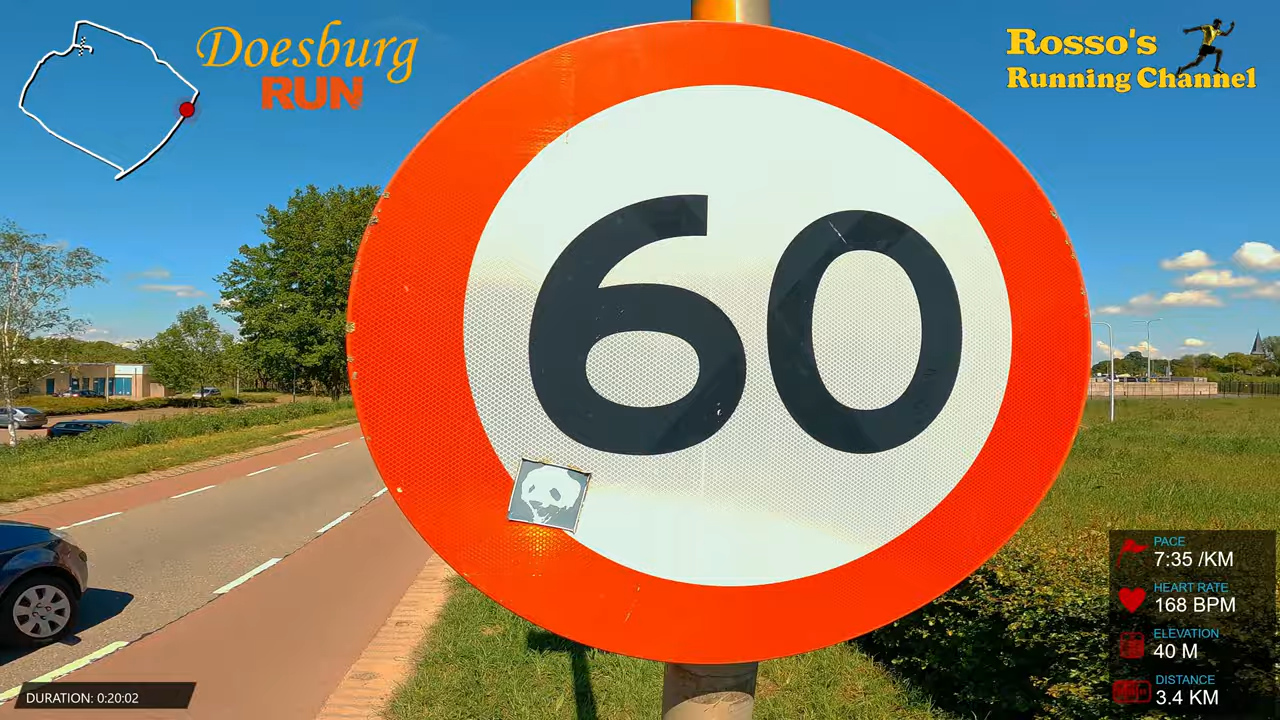 Doesburg
RUN
Rosso's
Running Channel
60
PACE
7:35 /KM
HEART RATE
168 BPM
ELEVATION
40 M
DISTANCE
3.4 KM
DURATION: 0:20:02